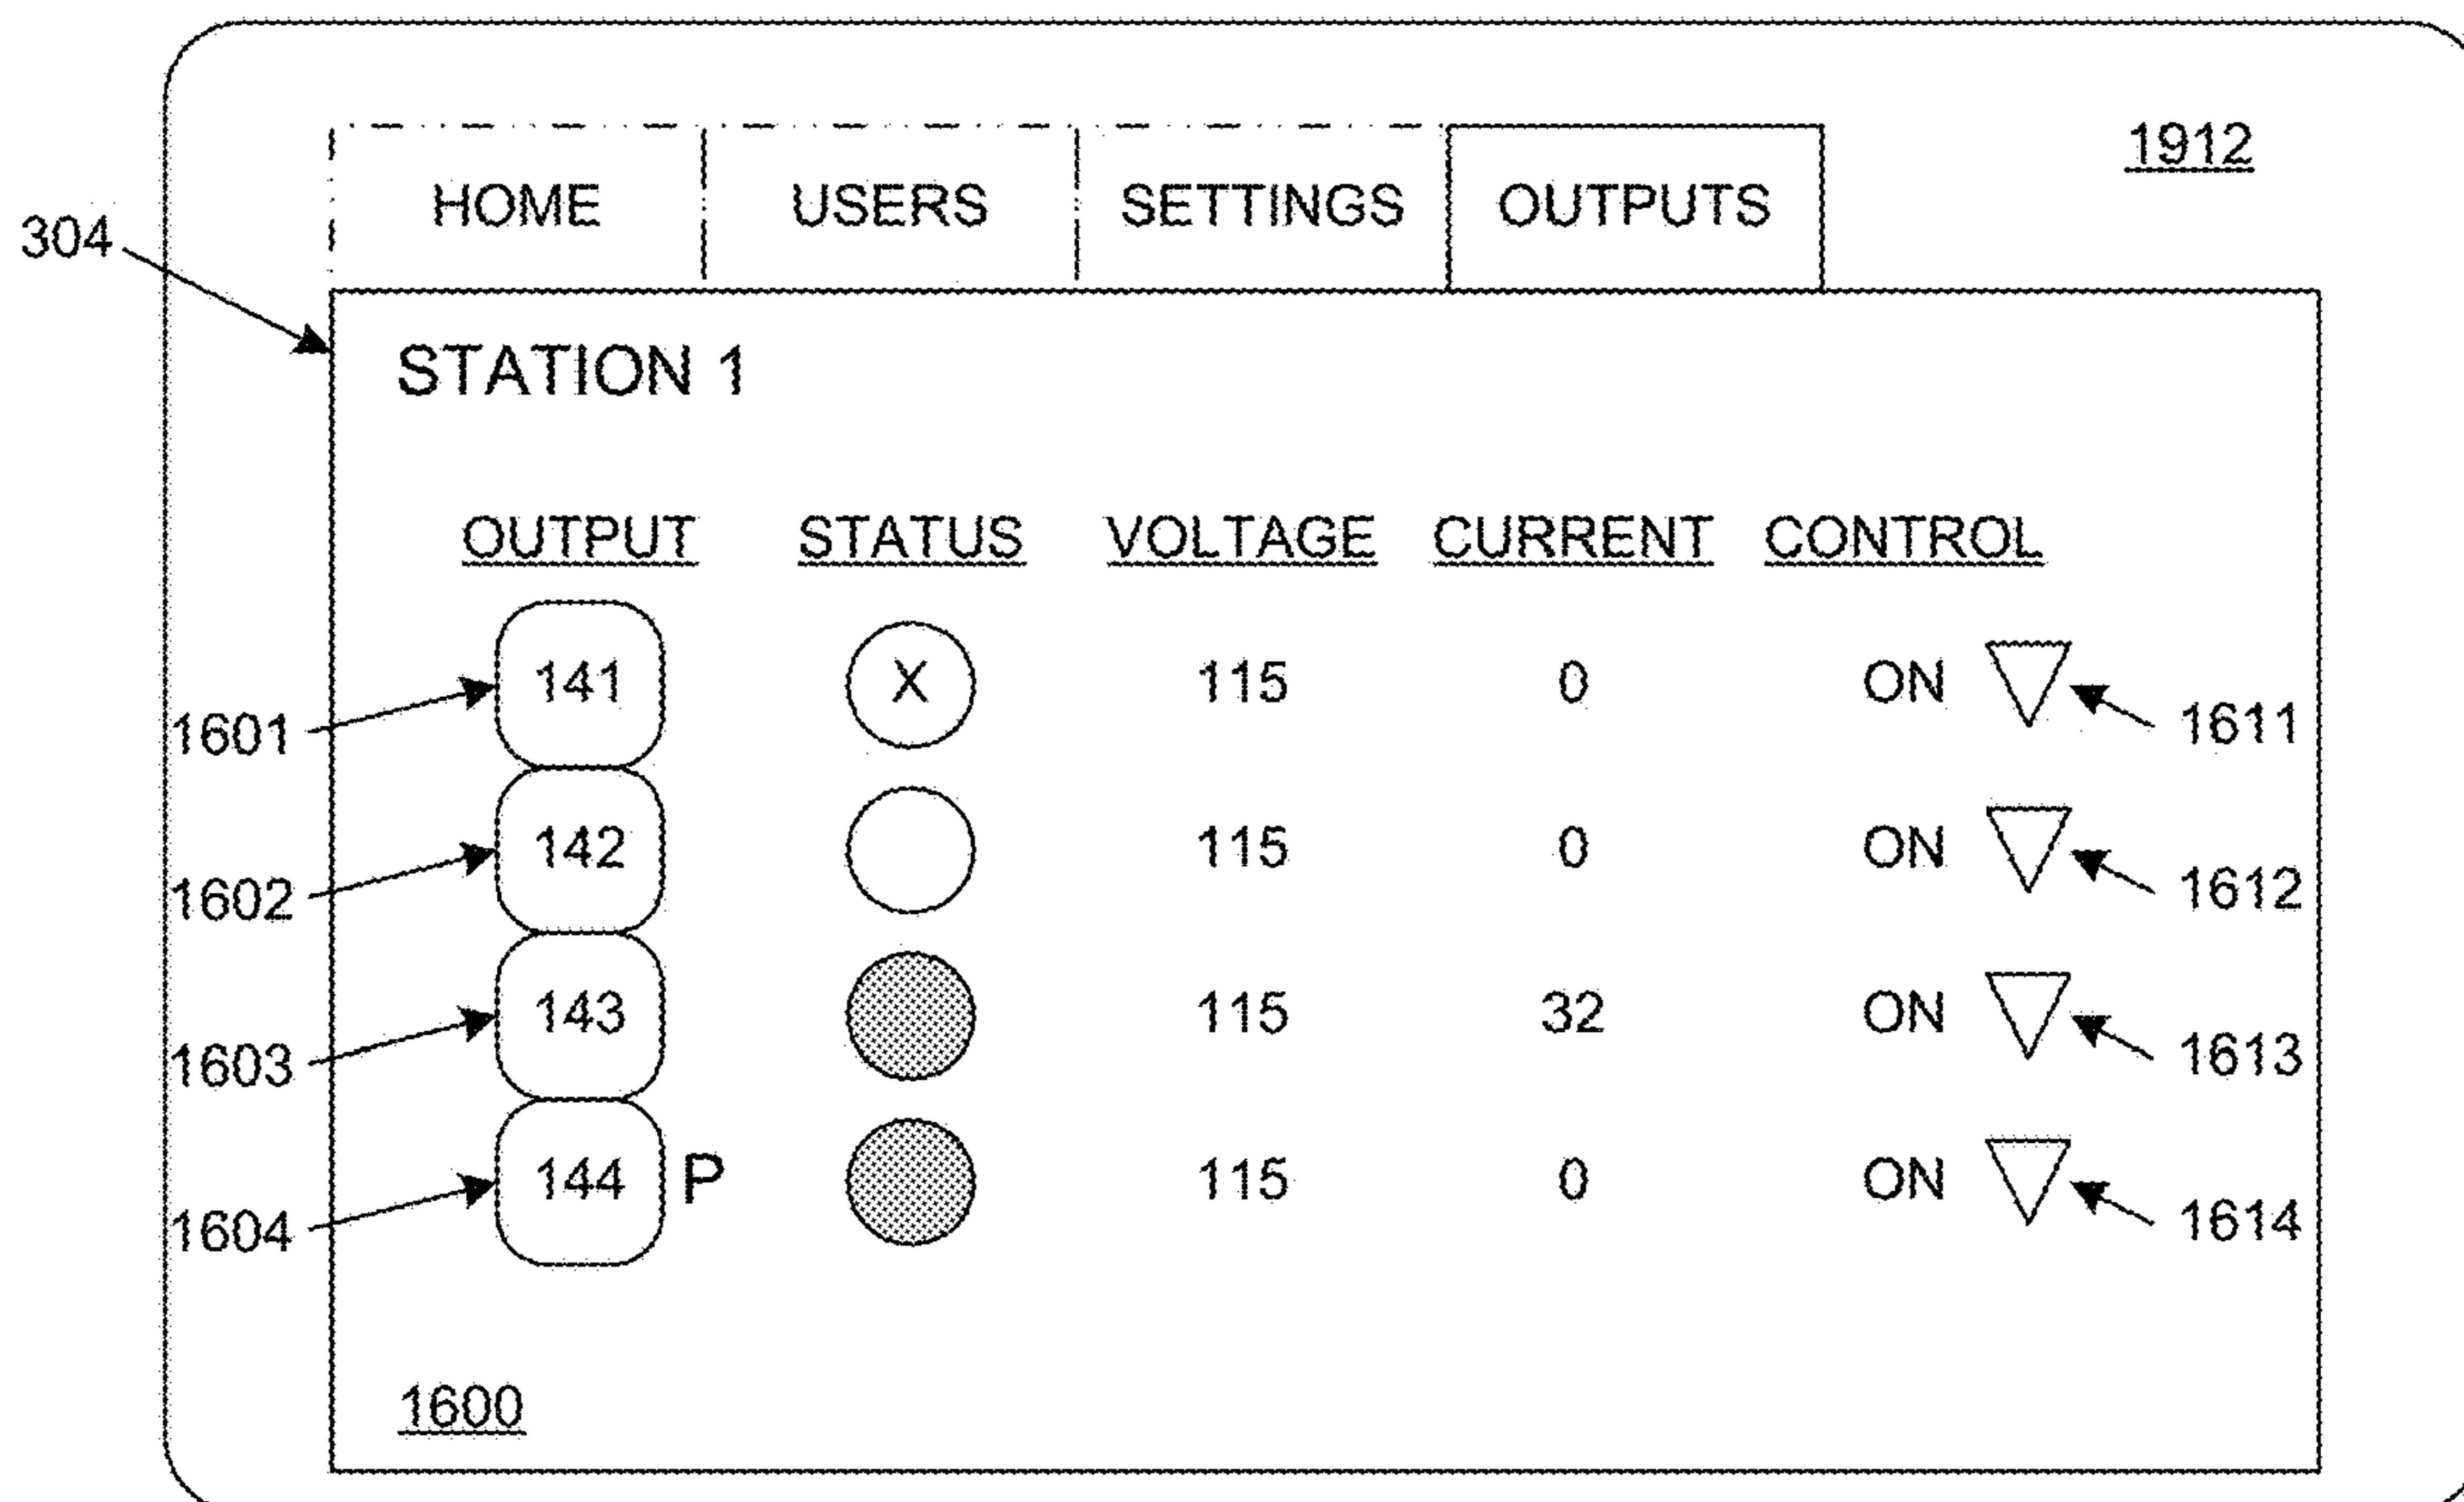 1912
HOME USERS SETTINGS OUTPUTS
304
STATION 1
OUTPUT STATUS VOLTAGE CURRENT CONTROL
141 X 115 0 ON
1601 1611
142 115 0 ON
1602 1612
143 115 32 ON
1603 1613
144 P 115 0 ON
1604 1614
1600